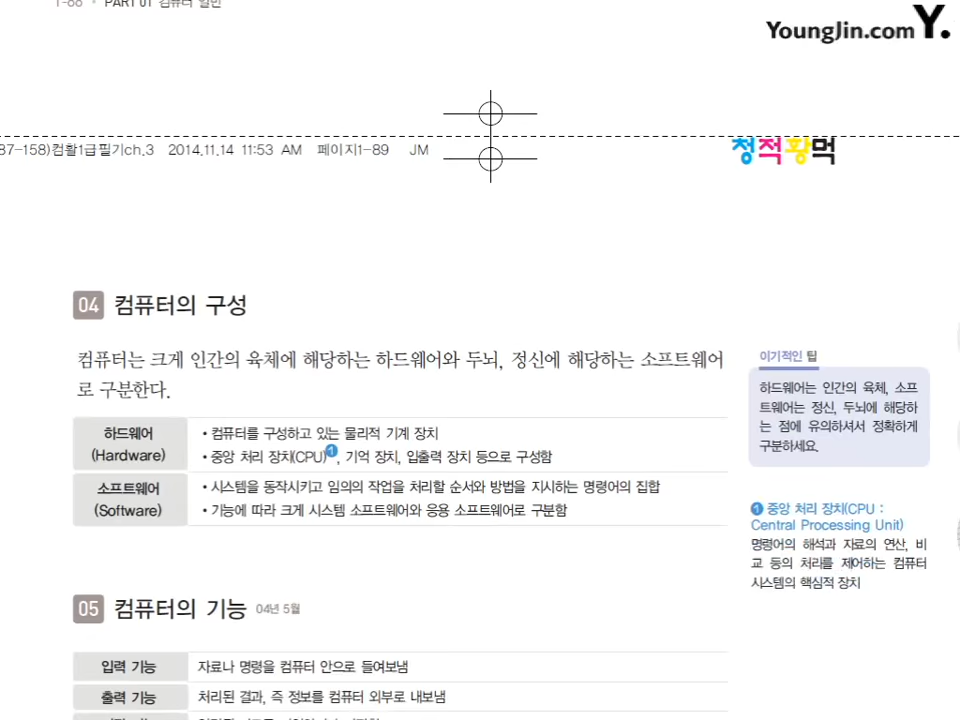 1-88 • PART 01 컴퓨터 일반
YoungJin.com Y.
87-158)컴활1급필기ch.3 2014.11.14 11:53 AM 페이지1-89 JM
청적황먹
04 컴퓨터의 구성
컴퓨터는 크게 인간의 육체에 해당하는 하드웨어와 두뇌, 정신에 해당하는 소프트웨어
로 구분한다.
하드웨어
(Hardware)
• 컴퓨터를 구성하고 있는 물리적 기계 장치
• 중앙 처리 장치(CPU)❶, 기억 장치, 입출력 장치 등으로 구성함
소프트웨어
(Software)
• 시스템을 동작시키고 임의의 작업을 처리할 순서와 방법을 지시하는 명령어의 집합
• 기능에 따라 크게 시스템 소프트웨어와 응용 소프트웨어로 구분함
이기적인 팁
하드웨어는 인간의 육체, 소프
트웨어는 정신, 두뇌에 해당하
는 점에 유의하셔서 정확하게
구분하세요.
❶ 중앙 처리 장치(CPU :
Central Processing Unit)
명령어의 해석과 자료의 연산, 비
교 등의 처리를 제어하는 컴퓨터
시스템의 핵심적 장치
05 컴퓨터의 기능 04년 5월
입력 기능 자료나 명령을 컴퓨터 안으로 들여보냄
출력 기능 처리된 결과, 즉 정보를 컴퓨터 외부로 내보냄